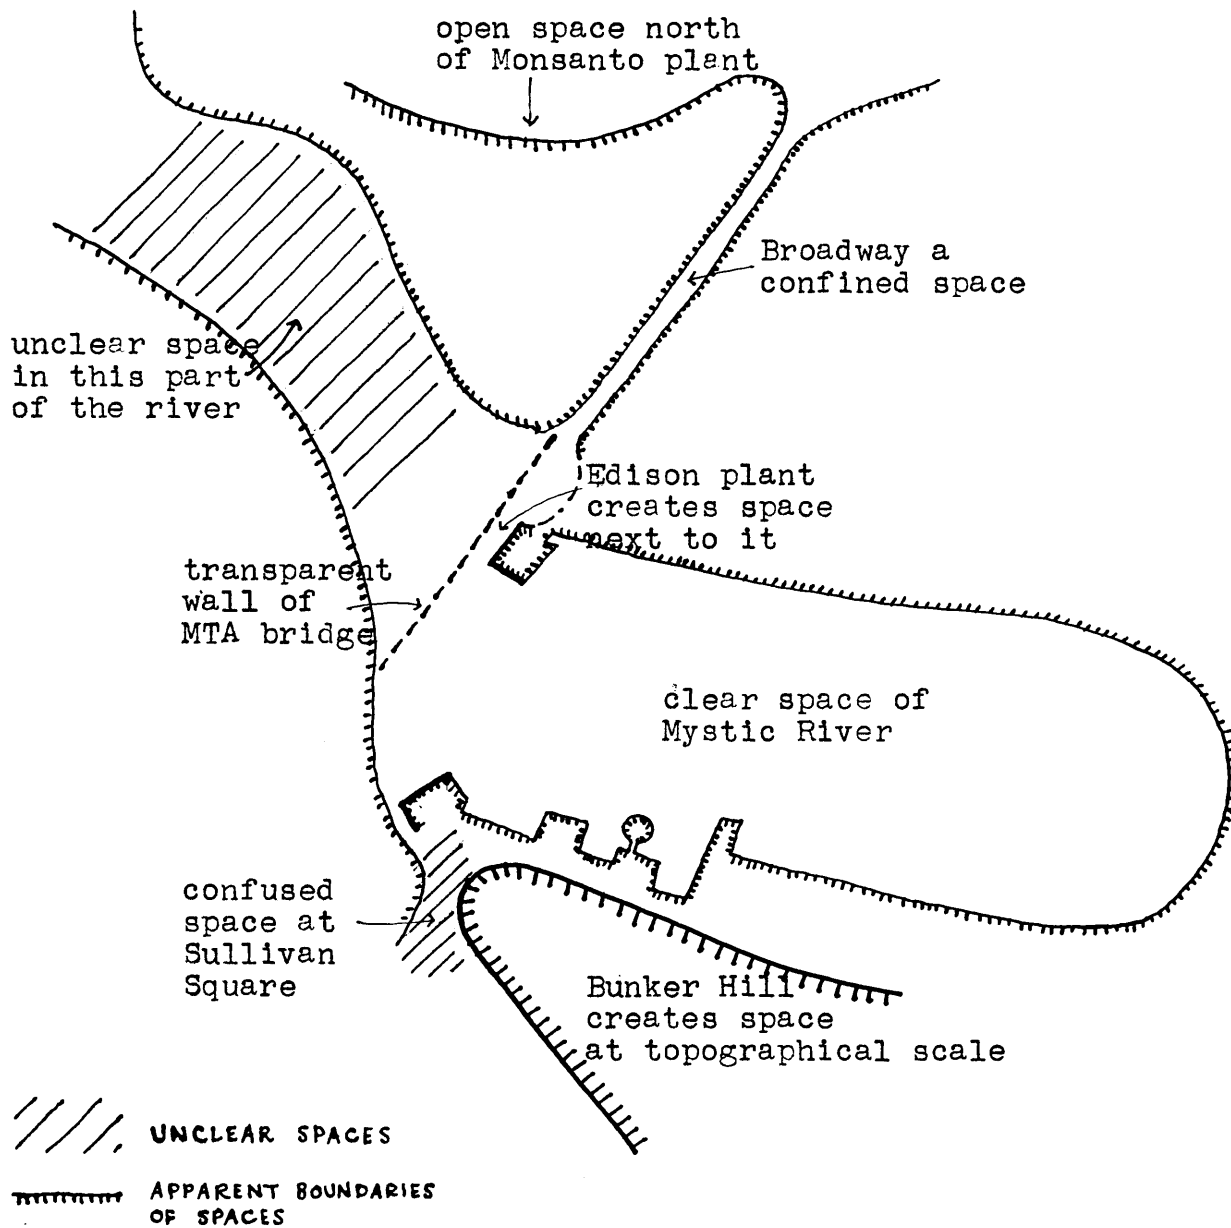 open space north
of Monsanto plant
Broadway a
confined space
unclear space
in this part
of the river
Edison plant
creates space
next to it
transparent
wall of
MTA bridge
clear space of
Mystic River
confused
space at
Sullivan
Square
Bunker Hill
creates space
at topographical scale
UNCLEAR SPACES
APPARENT BOUNDARIES
OF SPACES